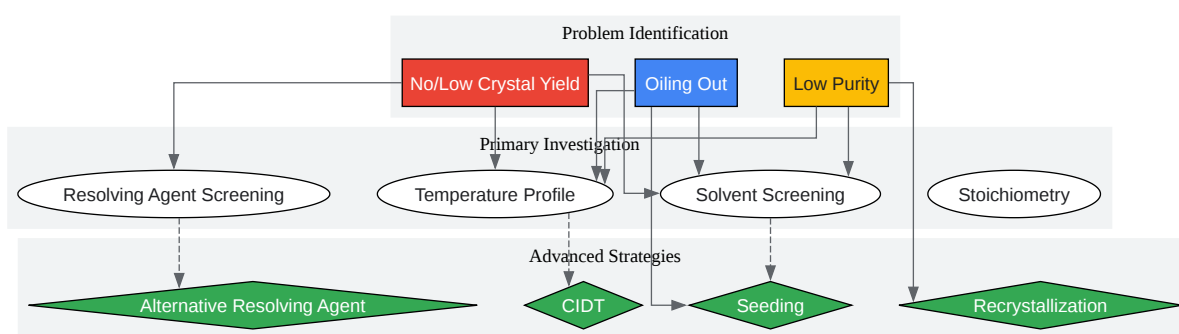 Problem Identification
No/Low Crystal Yield
Oiling Out
Low Purity
Primary Investigation
Resolving Agent Screening
Temperature Profile
Solvent Screening
Stoichiometry
Advanced Strategies
Alternative Resolving Agent
CIDT
Seeding
Recrystallization